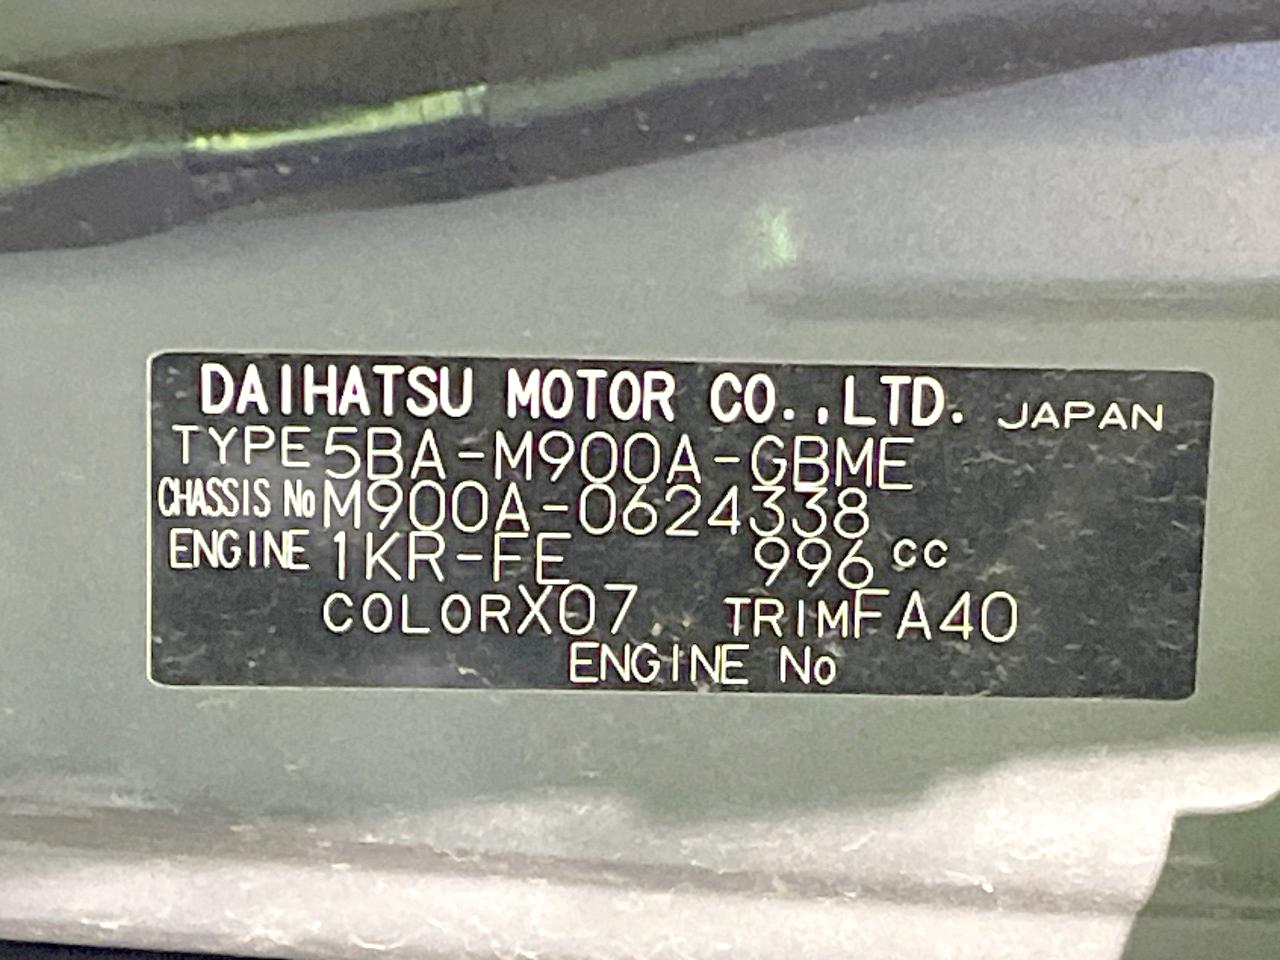 DAIHATSU MOTOR CO.,LTD. JAPAN
TYPE 5BA-M900A-GBME
CHASSIS No M900A-0624338
ENGINE 1KR-FE 996 cc
COLOR X07 TRIM FA40
ENGINE No